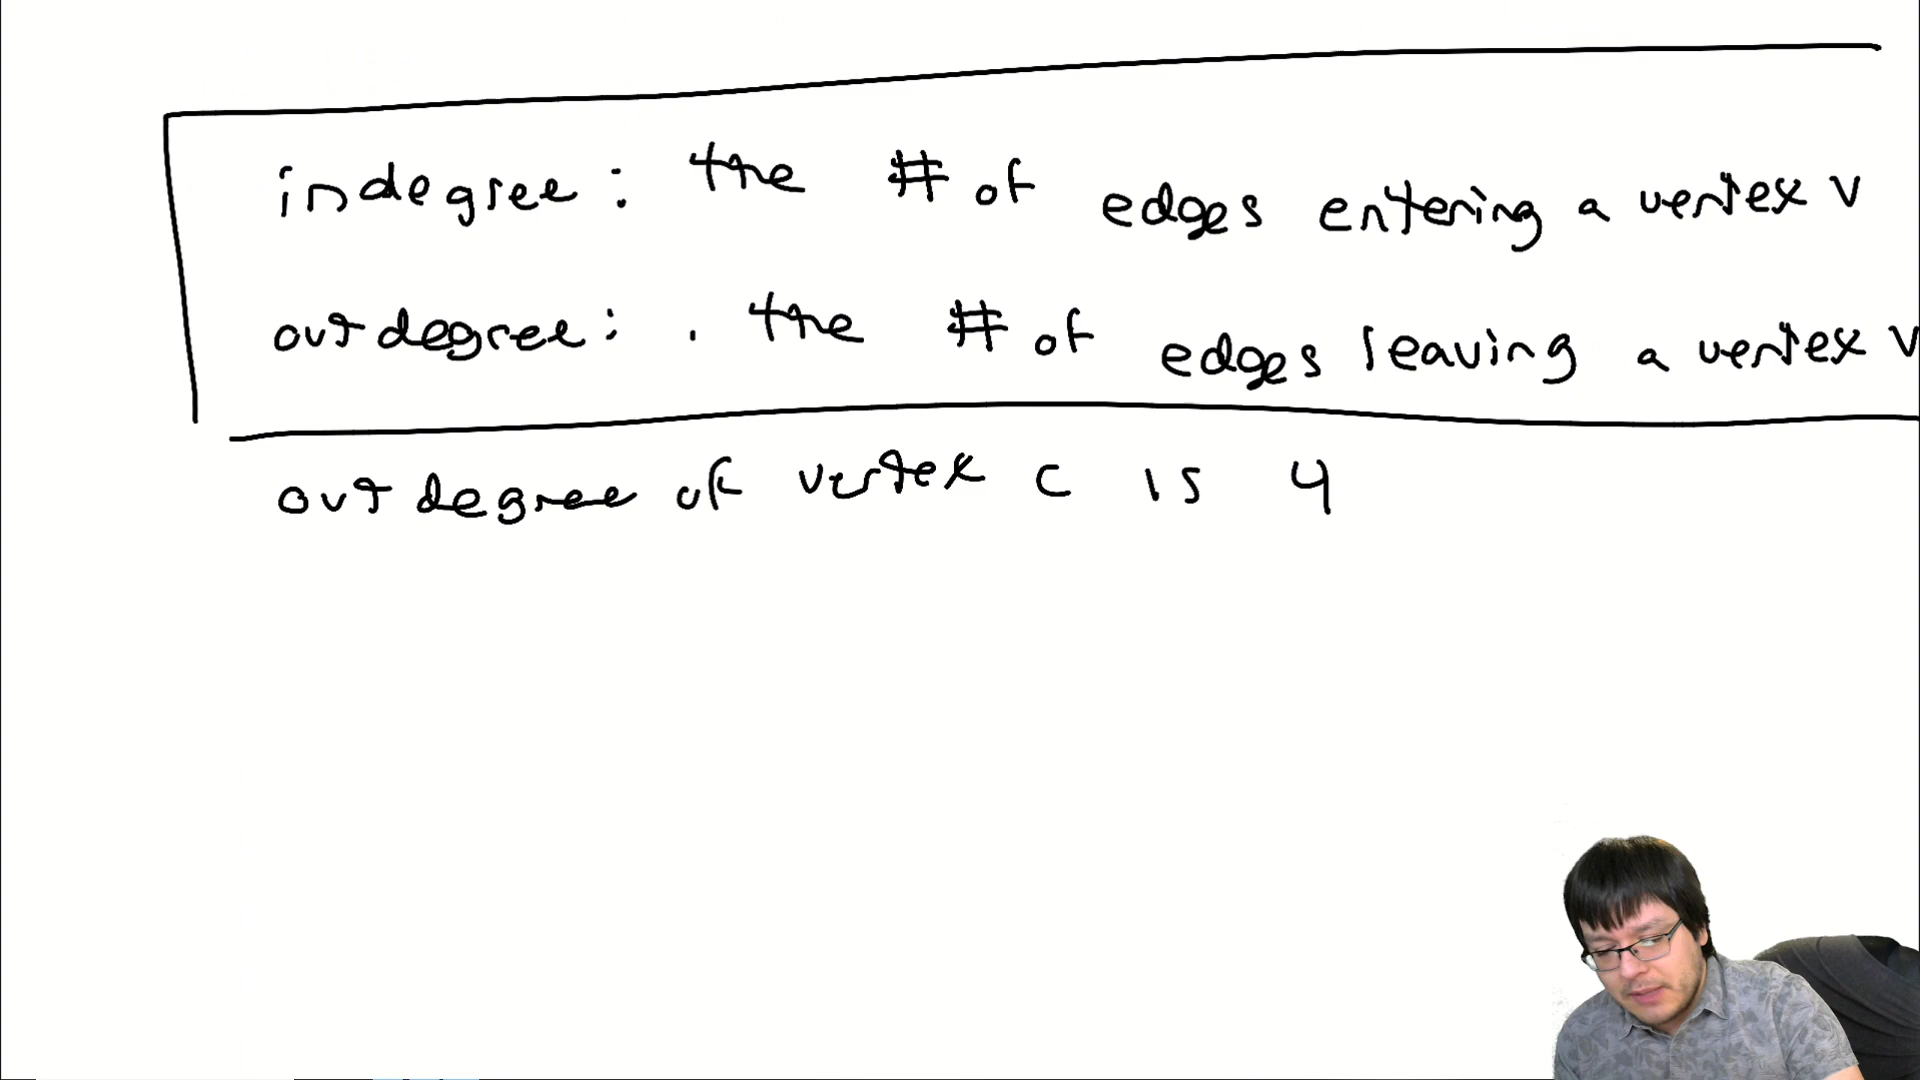 indegree: the # of edges entering a vertex v
outdegree: . the # of edges leaving a vertex v
outdegree of vertex c is 4